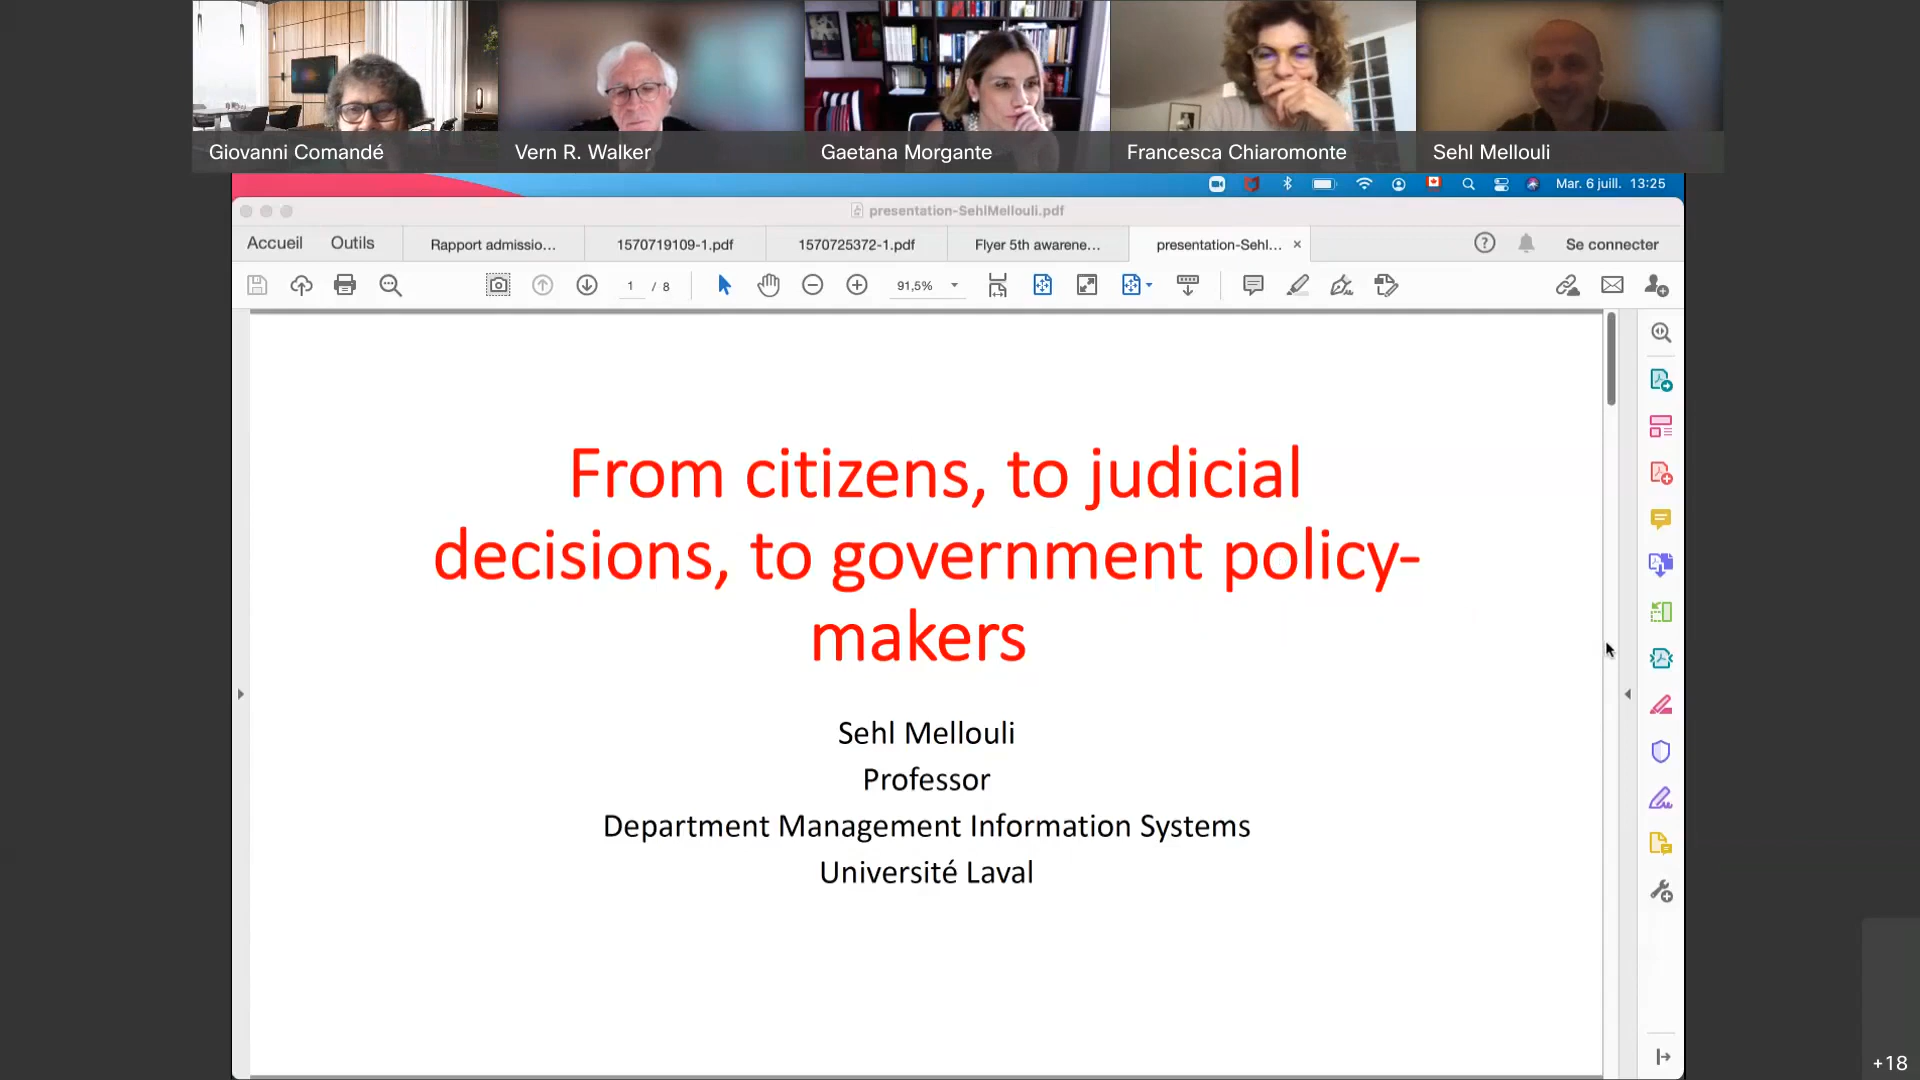 Giovanni Comandé
Vern R. Walker
Gaetana Morgante
Francesca Chiaromonte
Sehl Mellouli
Mar. 6 juill. 13:25
presentation-SehlMellouli.pdf
Accueil
Outils
Rapport admissio...
1570719109-1.pdf
1570725372-1.pdf
Flyer 5th awarene...
presentation-Sehl...
Se connecter
1 / 8
91,5%
From citizens, to judicial
decisions, to government policy-
makers
Sehl Mellouli
Professor
Department Management Information Systems
Université Laval
+18